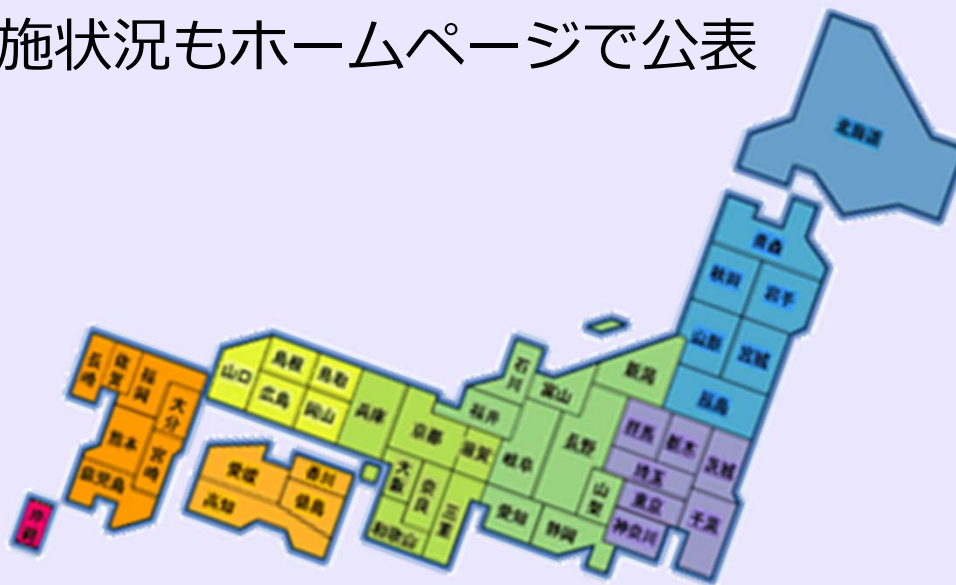 施状況もホームページで公表
北海道
青森
秋田
岩手
山形
宮城
福島
新潟
群馬
栃木
茨城
埼玉
東京
千葉
神奈川
山梨
長野
富山
石川
福井
岐阜
静岡
愛知
三重
滋賀
京都
奈良
大阪
和歌山
兵庫
鳥取
岡山
島根
広島
山口
香川
徳島
愛媛
高知
福岡
佐賀
長崎
大分
熊本
宮崎
鹿児島
沖縄